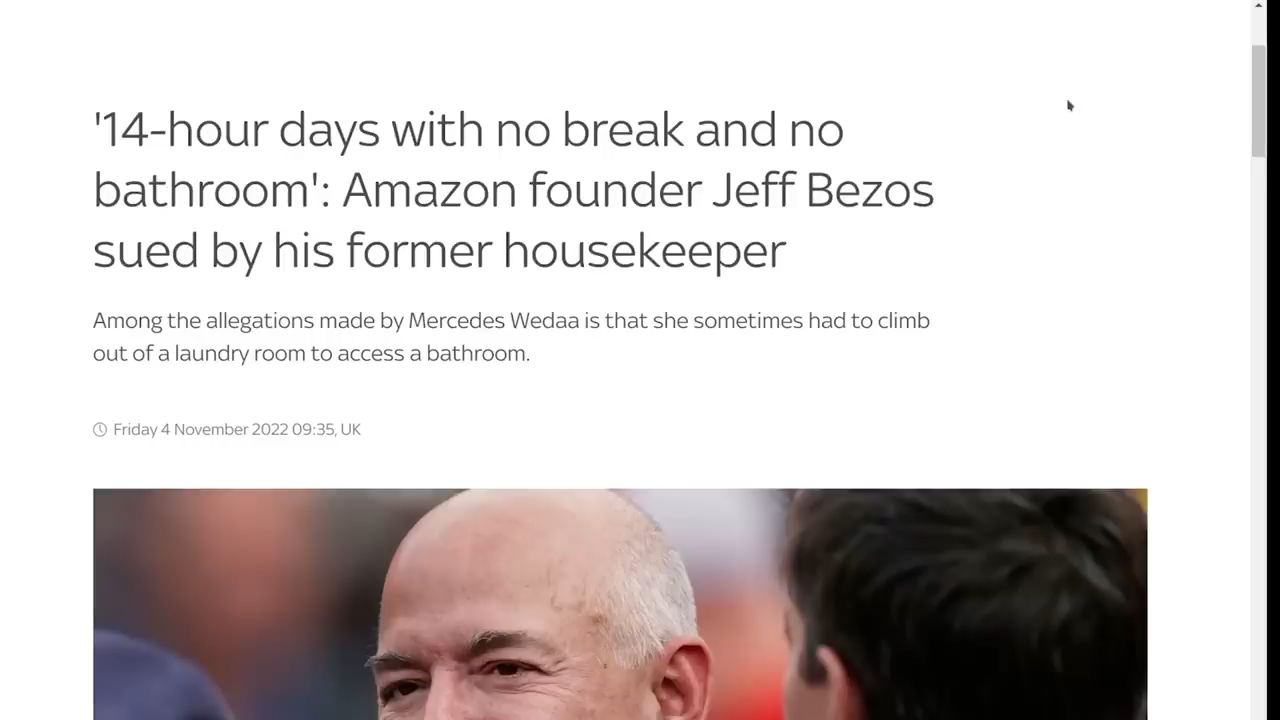 '14-hour days with no break and no
bathroom': Amazon founder Jeff Bezos
sued by his former housekeeper
Among the allegations made by Mercedes Wedaa is that she sometimes had to climb
out of a laundry room to access a bathroom.
Friday 4 November 2022 09:35, UK